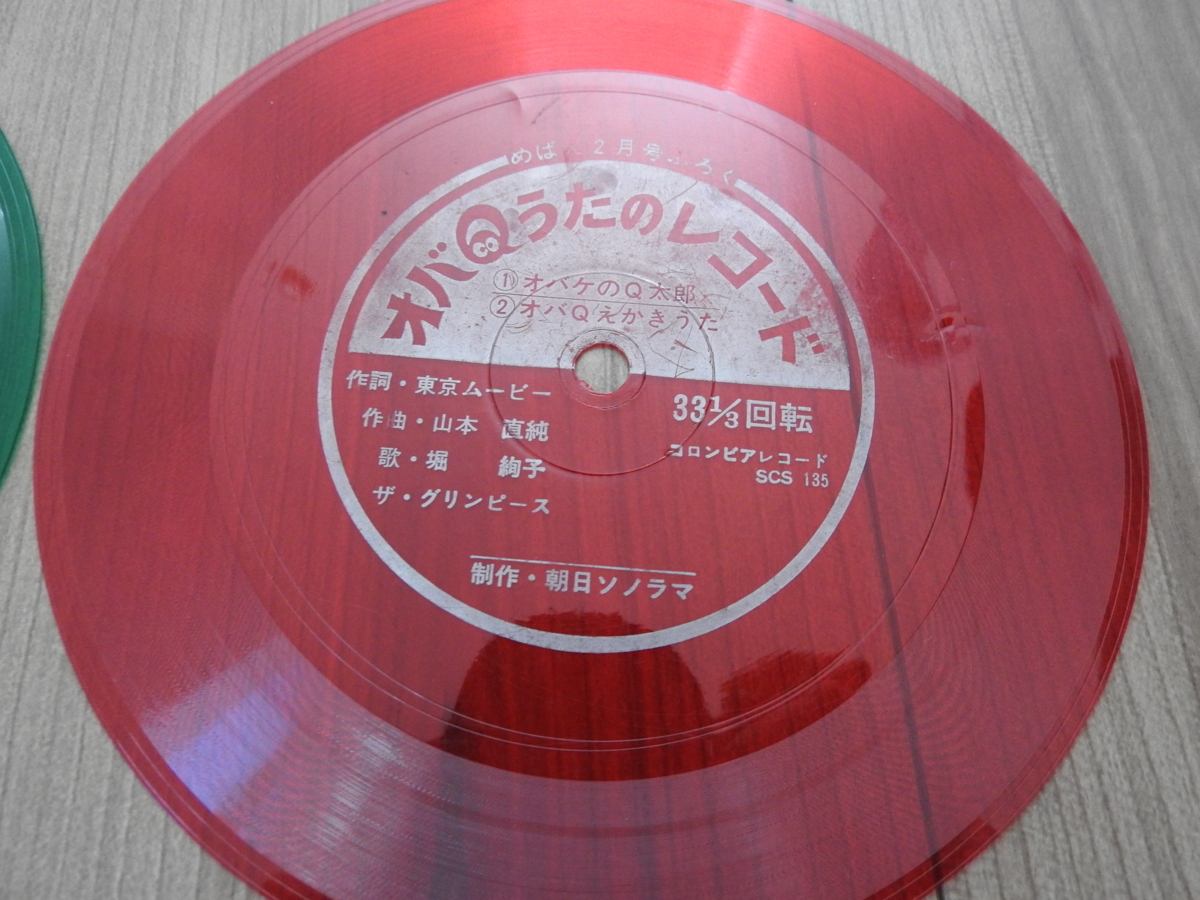 めばえ2月号ふろく
オバQうたのレコード
①オバケのQ太郎
②オバQえかきうた
作詞・東京ムービー
作曲・山本 直純
歌・堀 絢子
ザ・グリンピース
33⅓回転
コロンビアレコード
SCS 135
制作・朝日ソノラマ